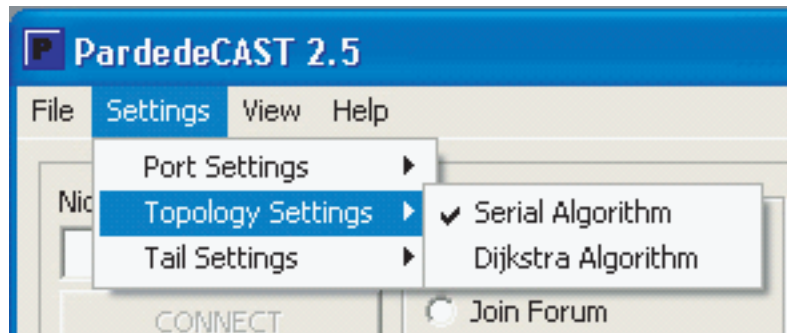 P PardedeCAST 2.5
File Settings View Help
Port Settings
Nic
Topology Settings
Serial Algorithm
Tail Settings
Dijkstra Algorithm
CONNECT
Join Forum